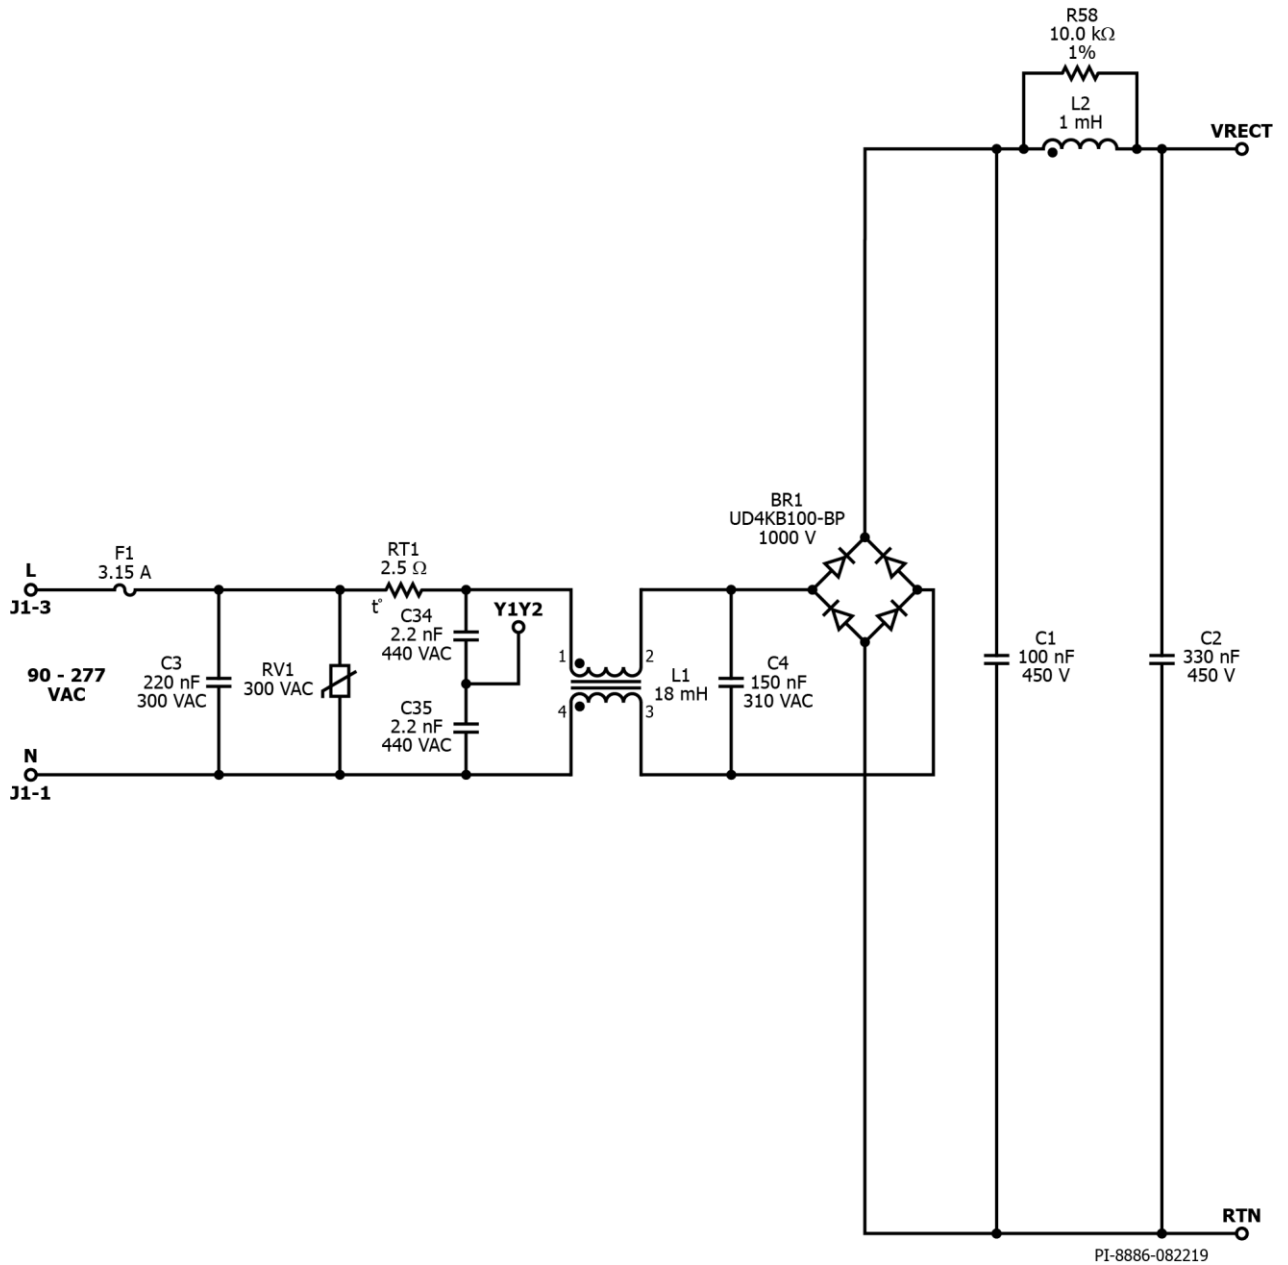 R58
10.0 kΩ
1%
L2
1 mH
VRECT
BR1
UD4KB100-BP
1000 V
F1
3.15 A
RT1
2.5 Ω
t°
L
J1-3
C34
2.2 nF
440 VAC
Y1Y2
90 - 277
VAC
C3
220 nF
300 VAC
RV1
300 VAC
1
2
4
3
L1
18 mH
C4
150 nF
310 VAC
C1
100 nF
450 V
C2
330 nF
450 V
C35
2.2 nF
440 VAC
N
J1-1
RTN
PI-8886-082219